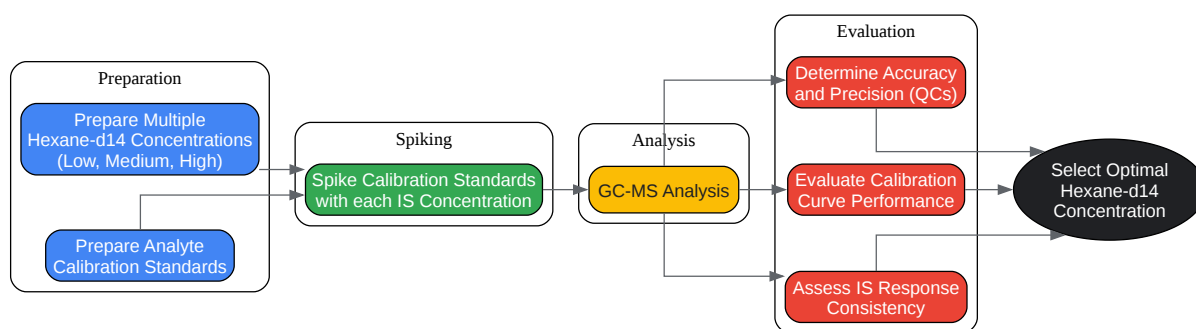 Preparation
Prepare Multiple
Hexane-d14 Concentrations
(Low, Medium, High)
Prepare Analyte
Calibration Standards
Spiking
Spike Calibration Standards
with each IS Concentration
Analysis
GC-MS Analysis
Evaluation
Determine Accuracy
and Precision (QCs)
Evaluate Calibration
Curve Performance
Assess IS Response
Consistency
Select Optimal
Hexane-d14
Concentration